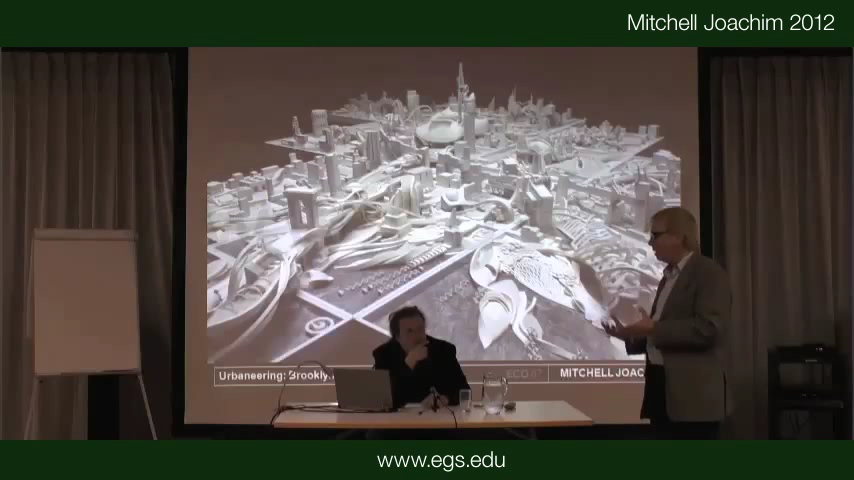 Mitchell Joachim 2012
Urbaneering: Brookly
MITCHELL JOAC
www.egs.edu